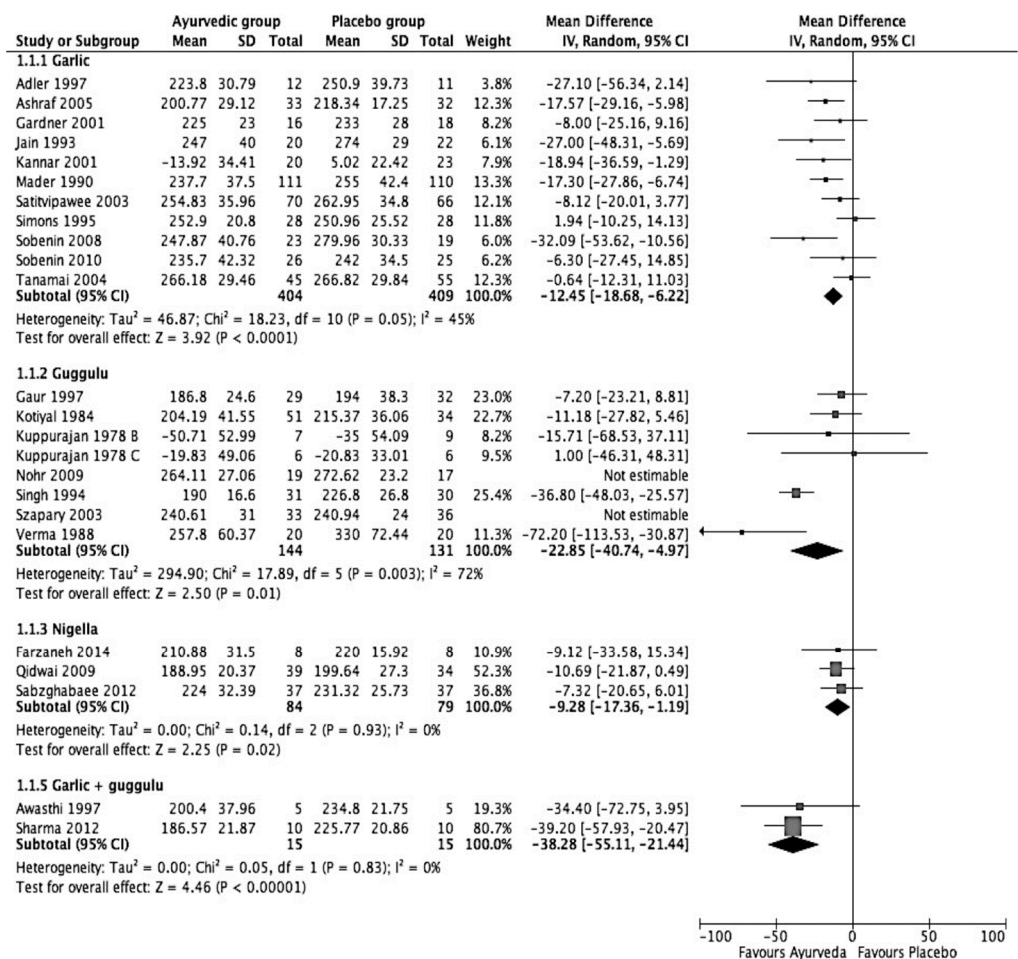 Ayurvedic group Placebo group Mean Difference Mean Difference
Study or Subgroup Mean SD Total Mean SD Total Weight IV, Random, 95% CI IV, Random, 95% CI
1.1.1 Garlic
Adler 1997 223.8 30.79 12 250.9 39.73 11 3.8% -27.10 [-56.34, 2.14]
Ashraf 2005 200.77 29.12 33 218.34 17.25 32 12.3% -17.57 [-29.16, -5.98]
Gardner 2001 225 23 16 233 28 18 8.2% -8.00 [-25.16, 9.16]
Jain 1993 247 40 20 274 29 22 6.1% -27.00 [-48.31, -5.69]
Kannar 2001 -13.92 34.41 20 5.02 22.42 23 7.9% -18.94 [-36.59, -1.29]
Mader 1990 237.7 37.5 111 255 42.4 110 13.3% -17.30 [-27.86, -6.74]
Satitvipawee 2003 254.83 35.96 70 262.95 34.8 66 12.1% -8.12 [-20.01, 3.77]
Simons 1995 252.9 20.8 28 250.96 25.52 28 11.8% 1.94 [-10.25, 14.13]
Sobenin 2008 247.87 40.76 23 279.96 30.33 19 6.0% -32.09 [-53.62, -10.56]
Sobenin 2010 235.7 42.32 26 242 34.5 25 6.2% -6.30 [-27.45, 14.85]
Tanamai 2004 266.18 29.46 45 266.82 29.84 55 12.3% -0.64 [-12.31, 11.03]
Subtotal (95% CI) 404 409 100.0% -12.45 [-18.68, -6.22]
Heterogeneity: Tau² = 46.87; Chi² = 18.23, df = 10 (P = 0.05); I² = 45%
Test for overall effect: Z = 3.92 (P < 0.0001)
1.1.2 Guggulu
Gaur 1997 186.8 24.6 29 194 38.3 32 23.0% -7.20 [-23.21, 8.81]
Kotiyal 1984 204.19 41.55 51 215.37 36.06 34 22.7% -11.18 [-27.82, 5.46]
Kuppurajan 1978 B -50.71 52.99 7 -35 54.09 9 8.2% -15.71 [-68.53, 37.11]
Kuppurajan 1978 C -19.83 49.06 6 -20.83 33.01 6 9.5% 1.00 [-46.31, 48.31]
Nohr 2009 264.11 27.06 19 272.62 23.2 17 Not estimable
Singh 1994 190 16.6 31 226.8 26.8 30 25.4% -36.80 [-48.03, -25.57]
Szapary 2003 240.61 31 33 240.94 24 36 Not estimable
Verma 1988 257.8 60.37 20 330 72.44 20 11.3% -72.20 [-113.53, -30.87]
Subtotal (95% CI) 144 131 100.0% -22.85 [-40.74, -4.97]
Heterogeneity: Tau² = 294.90; Chi² = 17.89, df = 5 (P = 0.003); I² = 72%
Test for overall effect: Z = 2.50 (P = 0.01)
1.1.3 Nigella
Farzaneh 2014 210.88 31.5 8 220 15.92 8 10.9% -9.12 [-33.58, 15.34]
Qidwai 2009 188.95 20.37 39 199.64 27.3 34 52.3% -10.69 [-21.87, 0.49]
Sabzghabaee 2012 224 32.39 37 231.32 25.73 37 36.8% -7.32 [-20.65, 6.01]
Subtotal (95% CI) 84 79 100.0% -9.28 [-17.36, -1.19]
Heterogeneity: Tau² = 0.00; Chi² = 0.14, df = 2 (P = 0.93); I² = 0%
Test for overall effect: Z = 2.25 (P = 0.02)
1.1.5 Garlic + guggulu
Awasthi 1997 200.4 37.96 5 234.8 21.75 5 19.3% -34.40 [-72.75, 3.95]
Sharma 2012 186.57 21.87 10 225.77 20.86 10 80.7% -39.20 [-57.93, -20.47]
Subtotal (95% CI) 15 15 100.0% -38.28 [-55.11, -21.44]
Heterogeneity: Tau² = 0.00; Chi² = 0.05, df = 1 (P = 0.83); I² = 0%
Test for overall effect: Z = 4.46 (P < 0.00001)
-100 -50 0 50 100
Favours Ayurveda Favours Placebo